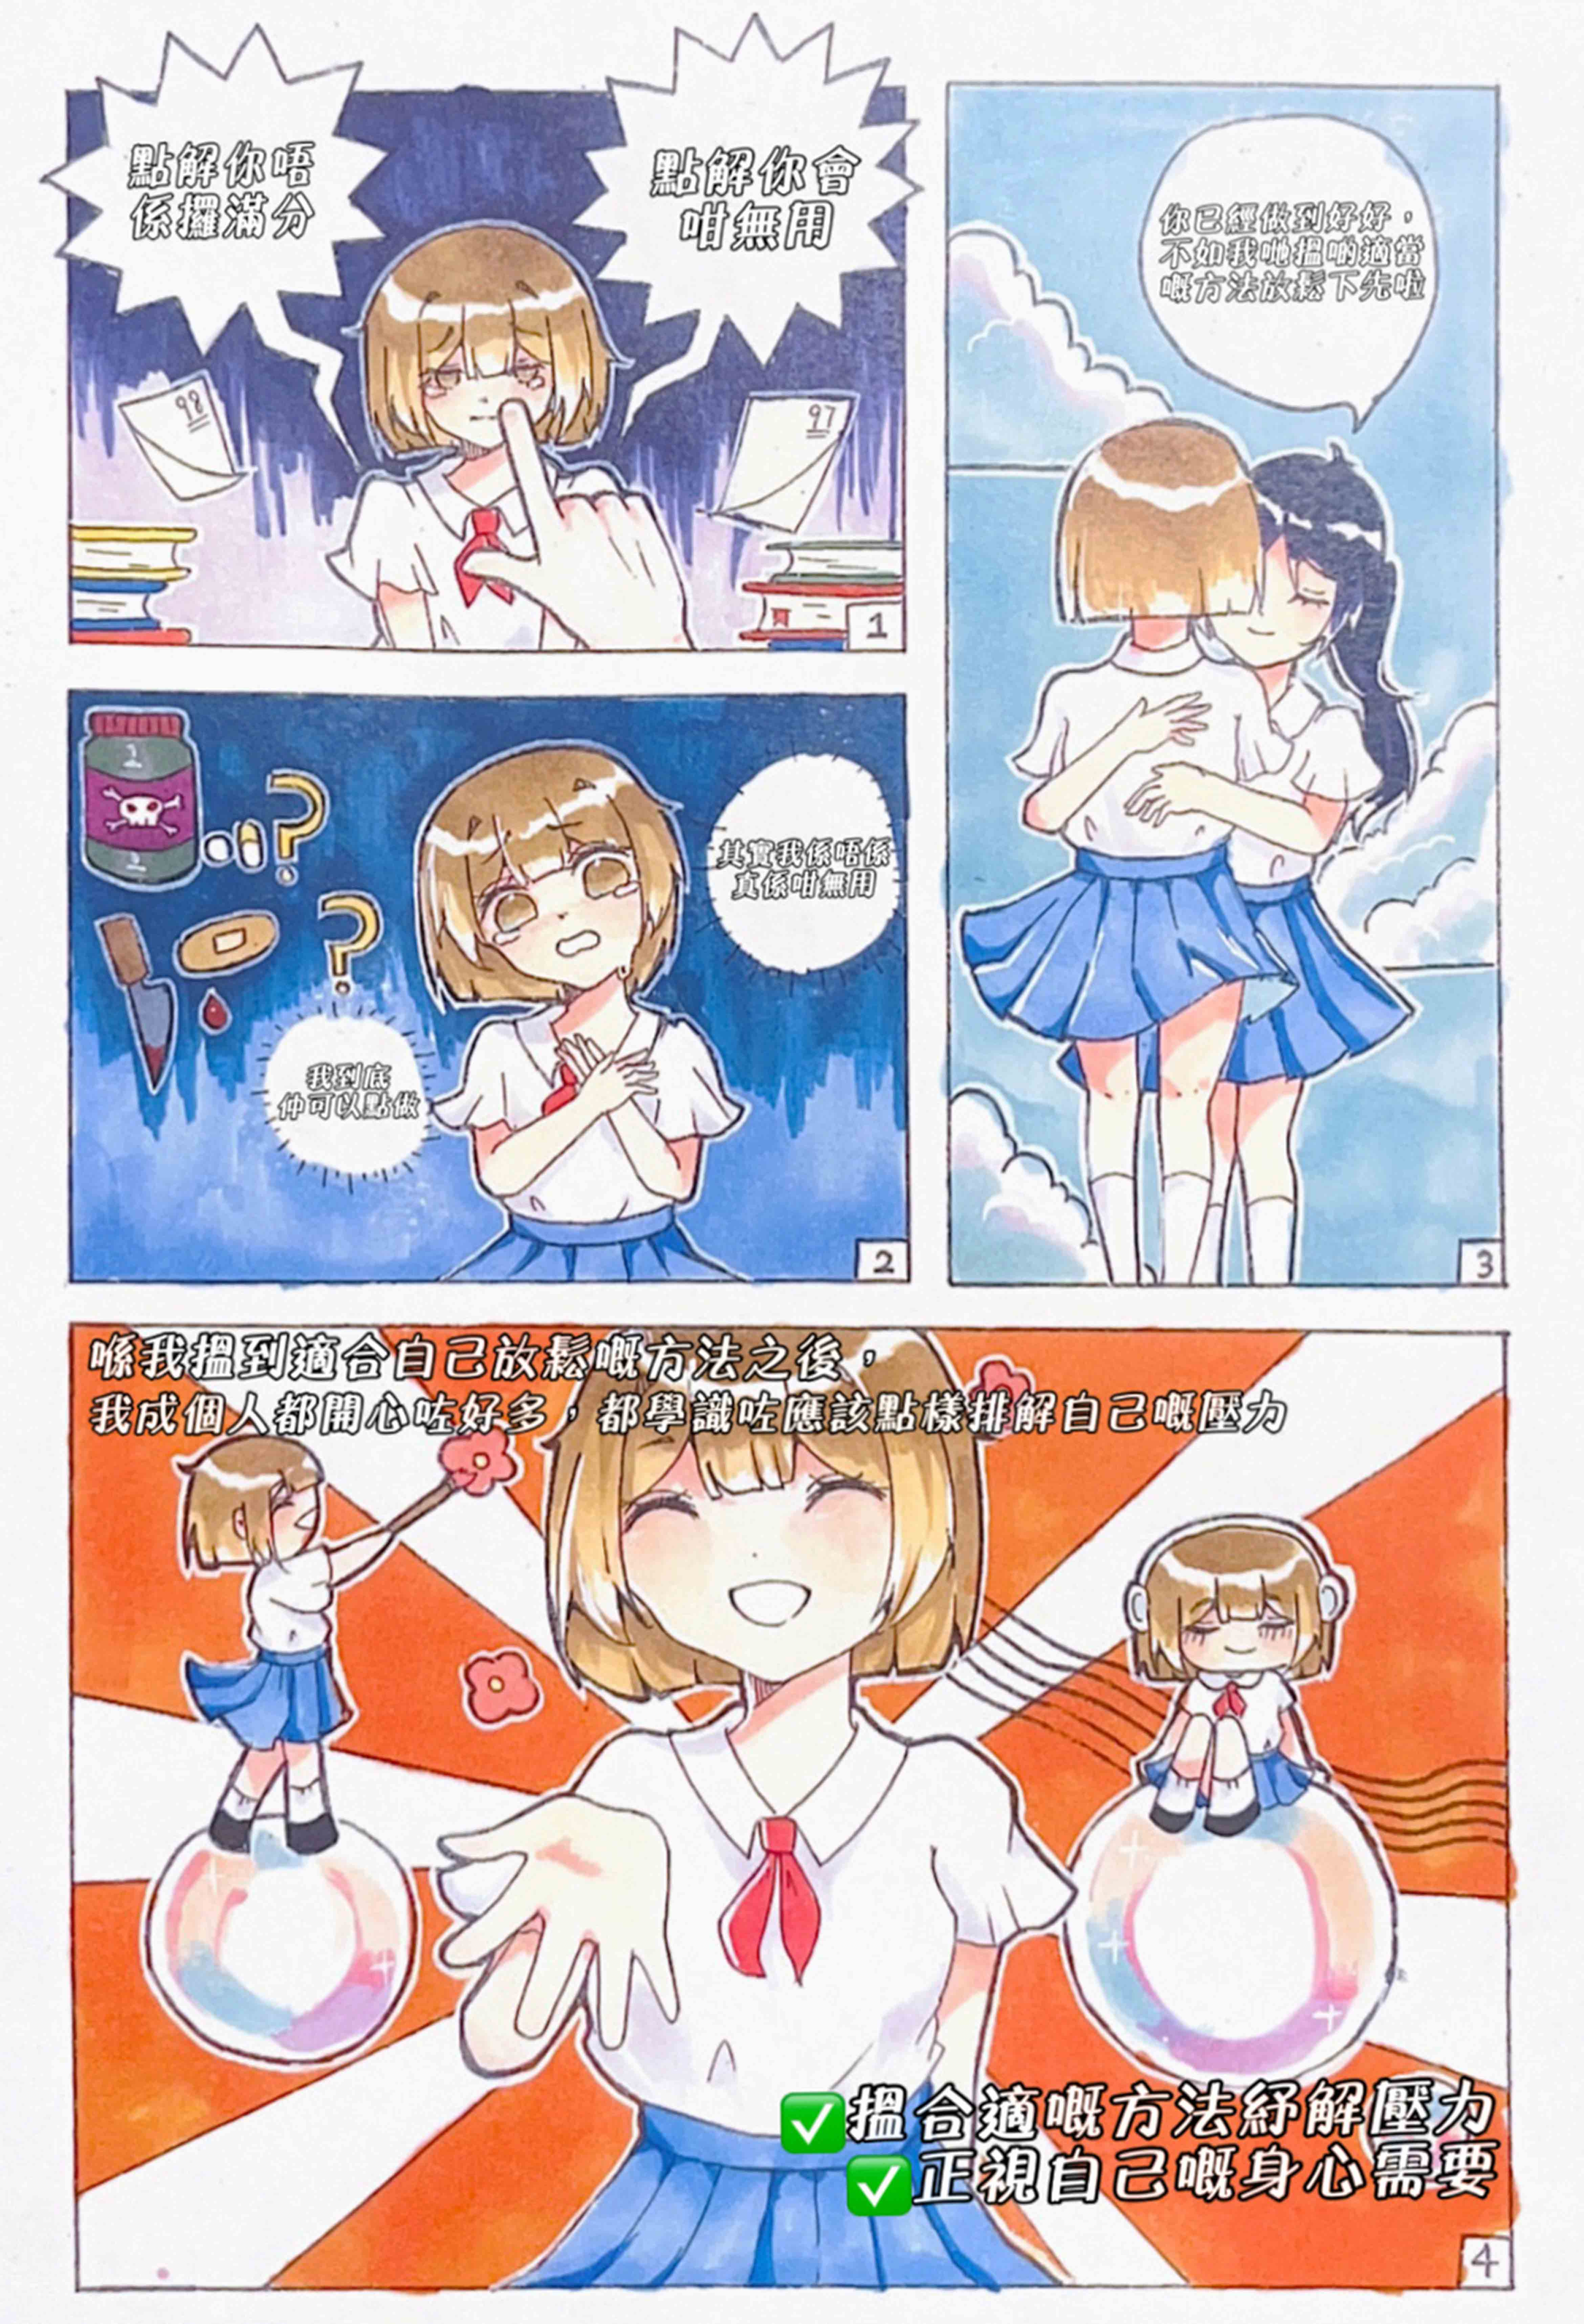 點解你唔
係攞滿分
點解你會
咁無用
98
97
1
其實我係唔係
真係咁無用
我到底
仲可以點做
2
你已經做到好好，
不如我哋搵啲適當
嘅方法放鬆下先啦
3
喺我搵到適合自己放鬆嘅方法之後，
我成個人都開心咗好多，都學識咗應該點樣排解自己嘅壓力
✅搵合適嘅方法紓解壓力
✅正視自己嘅身心需要
4